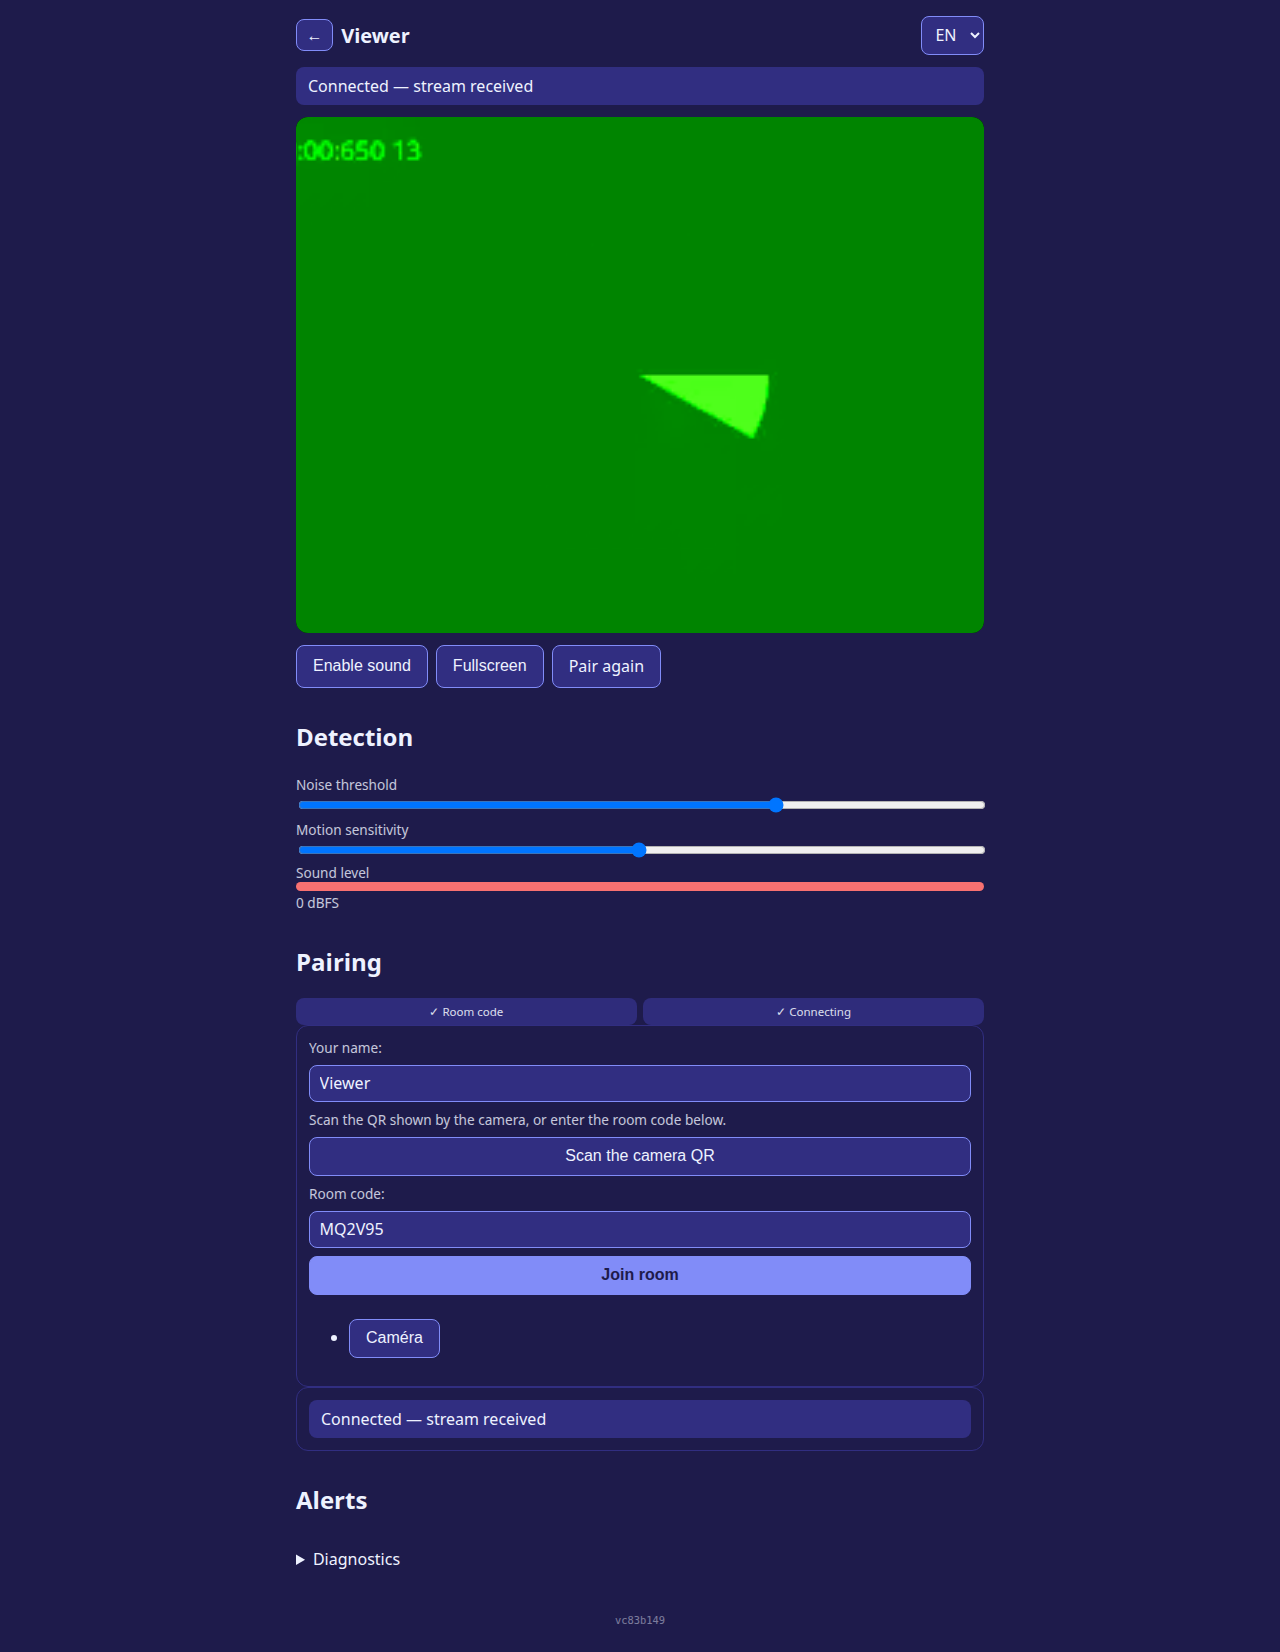 ← Viewer EN
Connected — stream received
:00:650 13
Enable sound Fullscreen Pair again
Detection
Noise threshold
Motion sensitivity
Sound level
0 dBFS
Pairing
✓ Room code ✓ Connecting
Your name:
Viewer
Scan the QR shown by the camera, or enter the room code below.
Scan the camera QR
Room code:
MQ2V95
Join room
• Caméra
Connected — stream received
Alerts
▶ Diagnostics
vc83b149